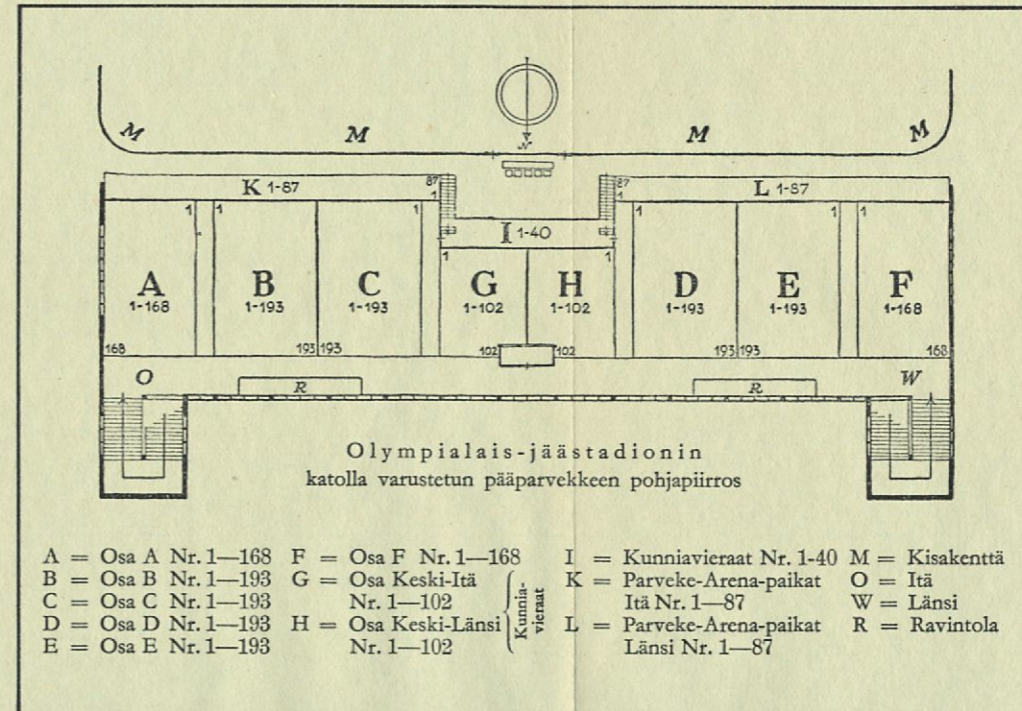 N
M M M M
K 1-87 87 87 L 1-87
1 1
1 1 1 I 1-40 1 1 1
1 1
A B C G H D E F
1-168 1-193 1-193 1-102 1-102 1-193 1-193 1-168
168 193 193 102 102 193 193 168
O R R W
Olympialais-jäästadionin
katolla varustetun pääparvekkeen pohjapiirros
A = Osa A Nr. 1—168 F = Osa F Nr. 1—168 I = Kunniavieraat Nr. 1-40 M = Kisakenttä
B = Osa B Nr. 1—193 G = Osa Keski-Itä K = Parveke-Arena-paikat O = Itä
C = Osa C Nr. 1—193 Nr. 1—102 Itä Nr. 1—87 W = Länsi
D = Osa D Nr. 1—193 H = Osa Keski-Länsi L = Parveke-Arena-paikat R = Ravintola
E = Osa E Nr. 1—193 Nr. 1—102 Länsi Nr. 1—87
Kunnia-
vieraat